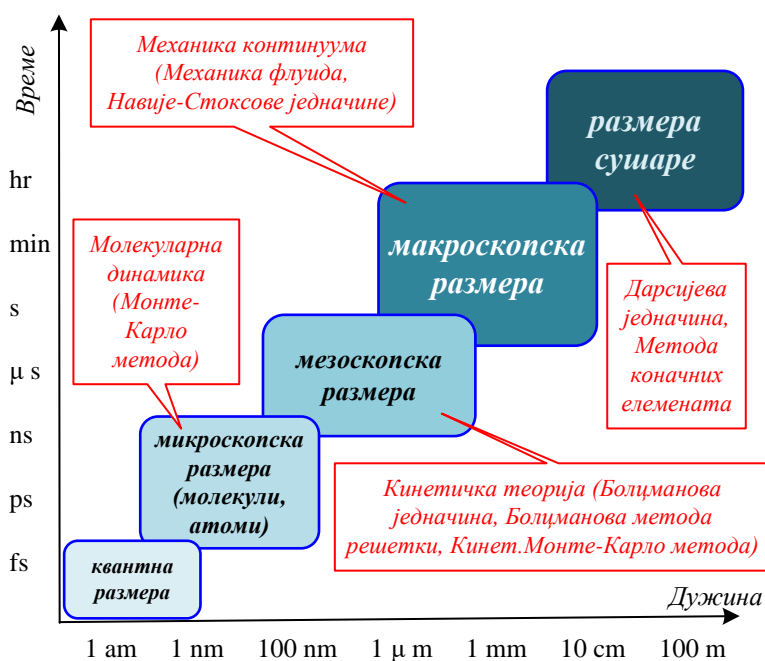 Време
Механика континуума
(Механика флуида,
Навије-Стоксове једначине)
размера
сушаре
hr
min
s
μ s
ns
ps
fs
Молекуларна
динамика
(Монте-
Карло
метода)
макроскопска
размера
Дарсијева
једначина,
Метода
коначних
елемената
мезоскопска
размера
микроскопска
размера
(молекули,
атоми)
Кинетичка теорија (Болцманова
једначина, Болцманова метода
решетки, Кинет.Монте-Карло метода)
квантна
размера
Дужина
1 am 1 nm 100 nm 1 μ m 1 mm 10 cm 100 m